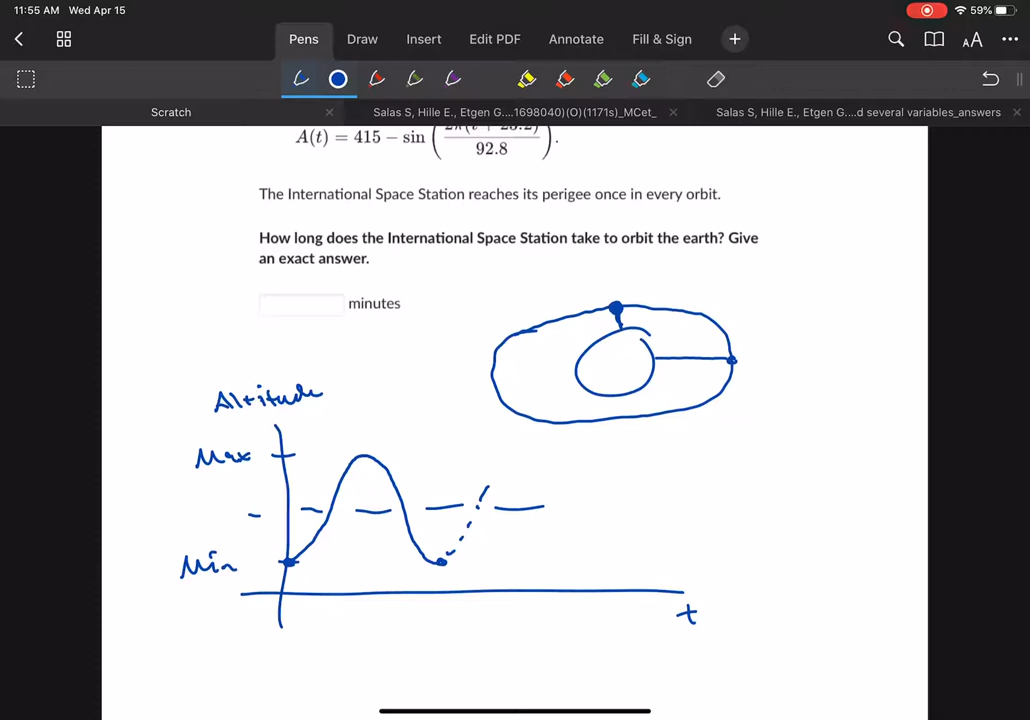 11:55 AM Wed Apr 15
59%
Pens Draw Insert Edit PDF Annotate Fill & Sign
Scratch
Salas S, Hille E., Etgen G....1698040)(O)(1171s)_MCet_
Salas S, Hille E., Etgen G....d several variables_answers
A(t) = 415 − sin (
92.8
).
The International Space Station reaches its perigee once in every orbit.
How long does the International Space Station take to orbit the earth? Give
an exact answer.
minutes
Altitude
Max
Min
t